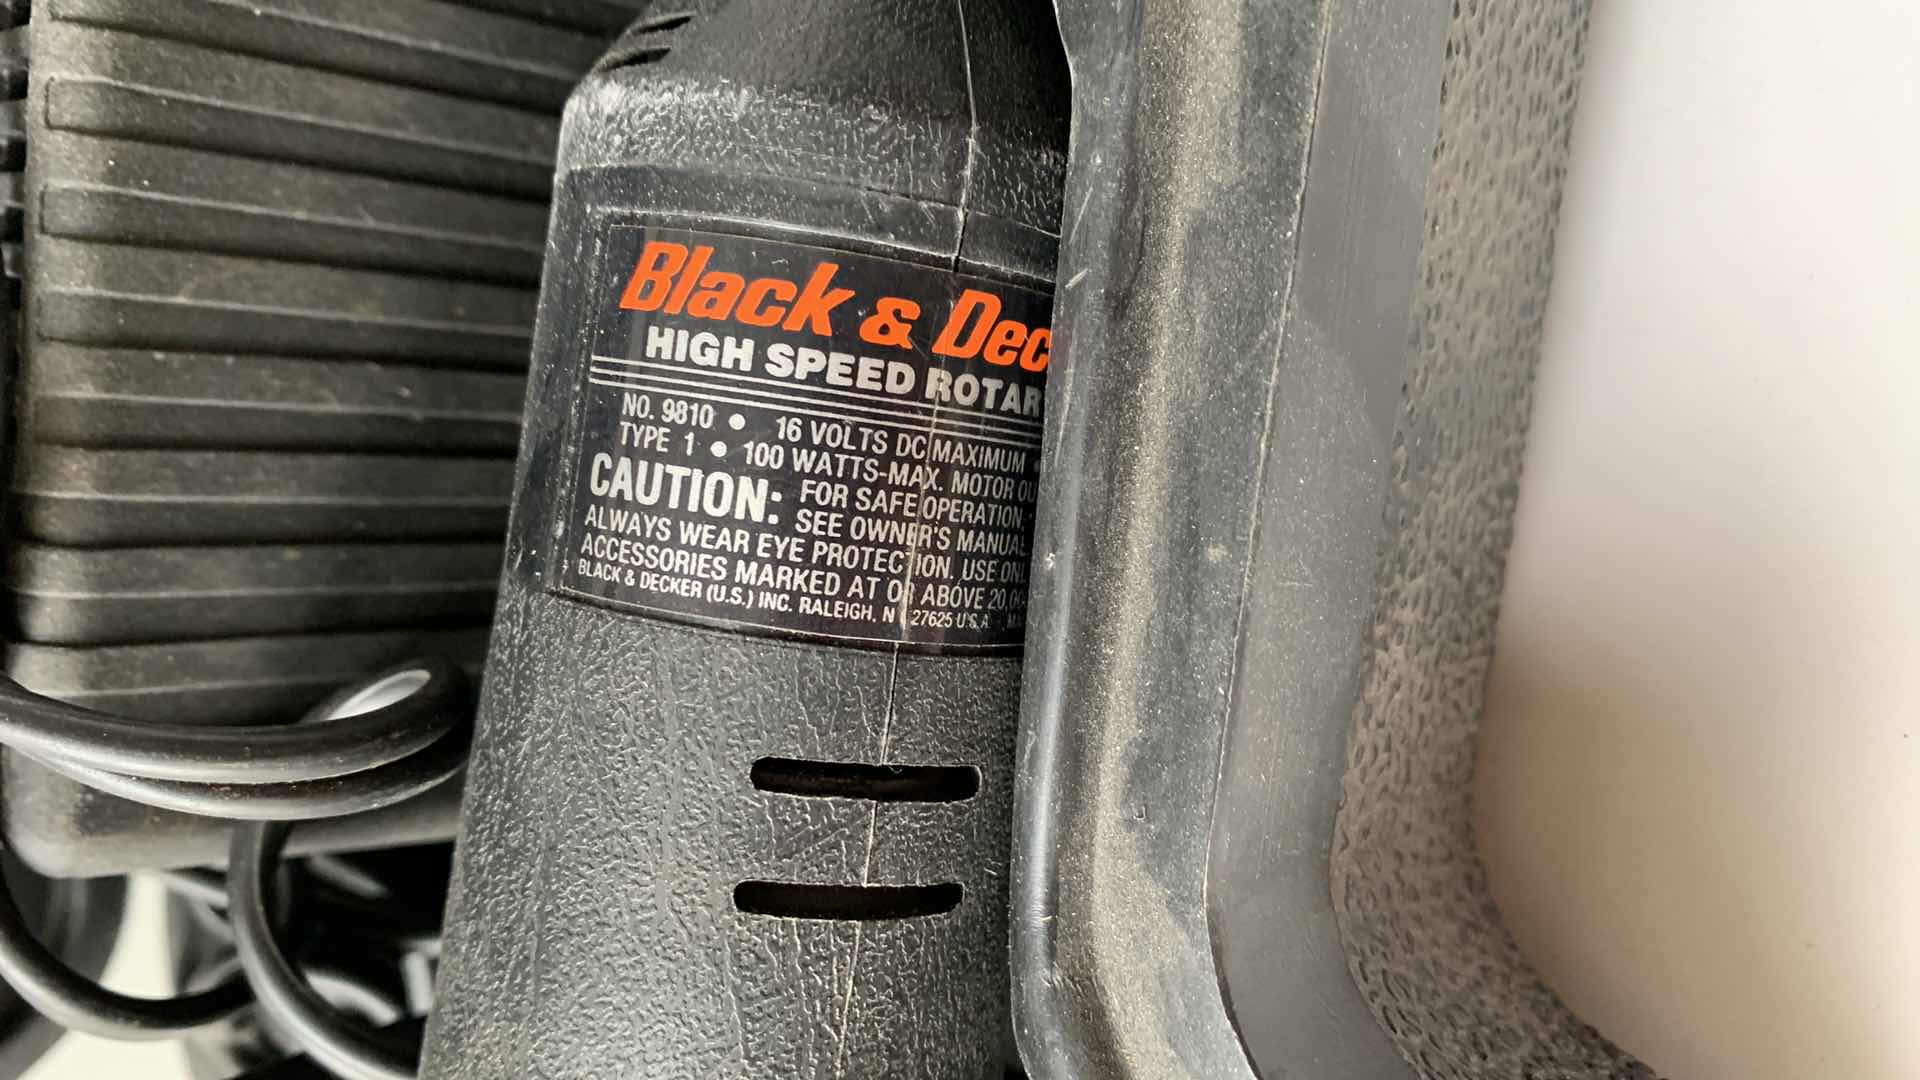 Black & Dec
HIGH SPEED ROTAR
NO. 9810 • 16 VOLTS DC MAXIMUM •
TYPE 1 • 100 WATTS-MAX. MOTOR OU
CAUTION: FOR SAFE OPERATION,
SEE OWNER'S MANUAL
ALWAYS WEAR EYE PROTECTION. USE ONL
ACCESSORIES MARKED AT OR ABOVE 20,0
BLACK & DECKER (U.S.) INC. RALEIGH, N 27625 U.S.A.